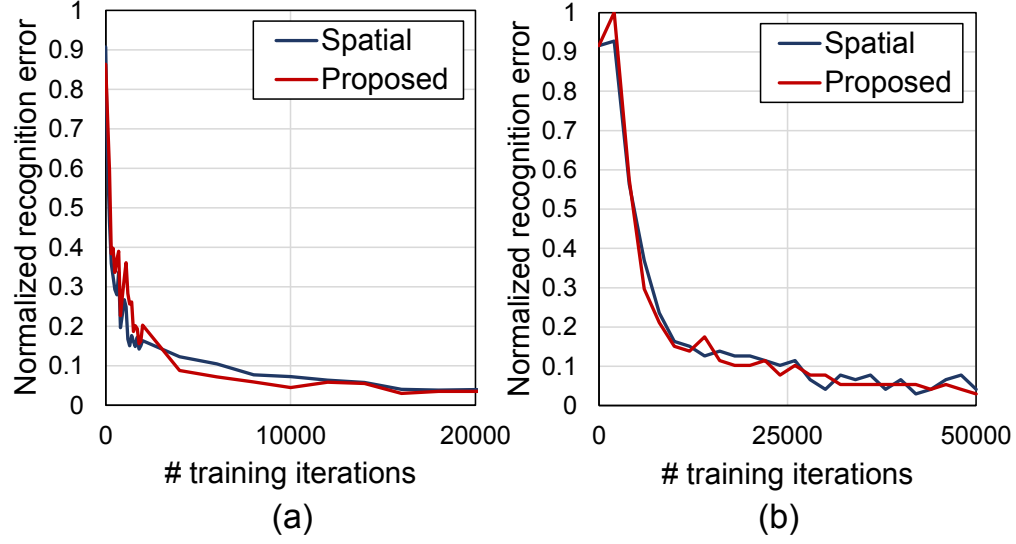 Normalized recognition error
1
0.9
0.8
0.7
0.6
0.5
0.4
0.3
0.2
0.1
0
Spatial
Proposed
0
10000
20000
# training iterations
(a)
Normalized recognition error
1
0.9
0.8
0.7
0.6
0.5
0.4
0.3
0.2
0.1
0
Spatial
Proposed
0
25000
50000
# training iterations
(b)